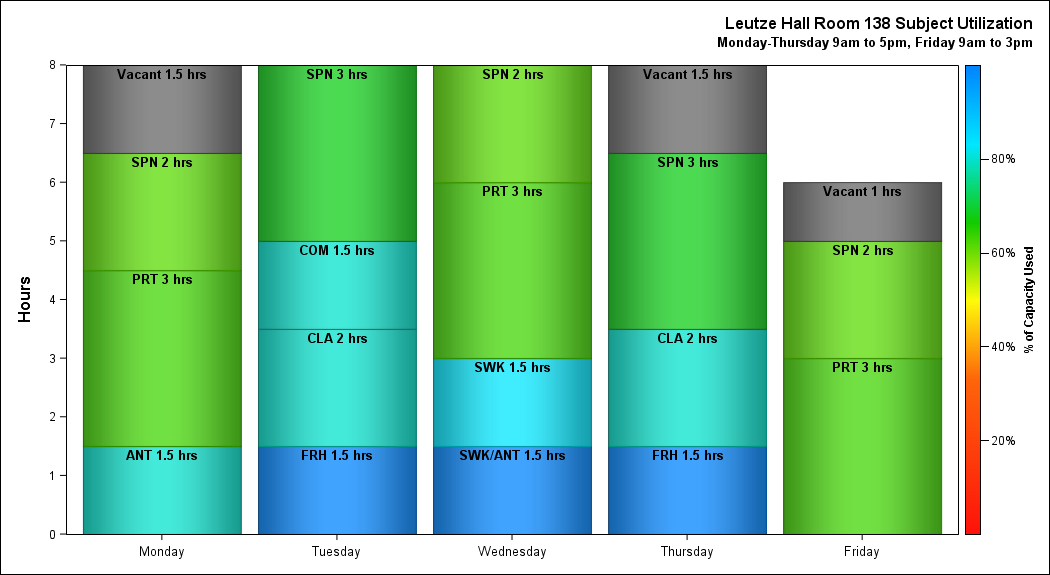 Leutze Hall Room 138 Subject Utilization
Monday-Thursday 9am to 5pm, Friday 9am to 3pm
Hours
8
7
6
5
4
3
2
1
0
Vacant 1.5 hrs
SPN 2 hrs
PRT 3 hrs
ANT 1.5 hrs
Monday
SPN 3 hrs
COM 1.5 hrs
CLA 2 hrs
FRH 1.5 hrs
Tuesday
SPN 2 hrs
PRT 3 hrs
SWK 1.5 hrs
SWK/ANT 1.5 hrs
Wednesday
Vacant 1.5 hrs
SPN 3 hrs
CLA 2 hrs
FRH 1.5 hrs
Thursday
Vacant 1 hrs
SPN 2 hrs
PRT 3 hrs
Friday
80%
60%
40%
20%
% of Capacity Used